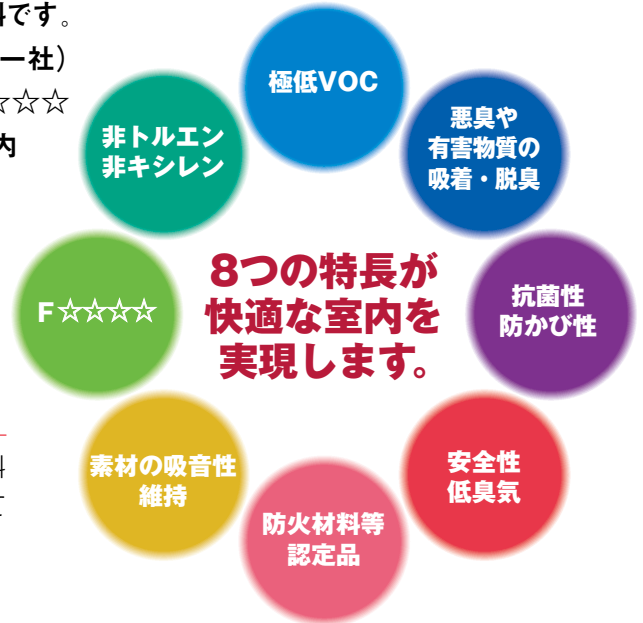 料です。
ー社）
☆☆☆
内
極低VOC
悪臭や
有害物質の
吸着・脱臭
抗菌性
防かび性
安全性
低臭気
防火材料等
認定品
素材の吸音性
維持
F☆☆☆☆
非トルエン
非キシレン
8つの特長が
快適な室内を
実現します。